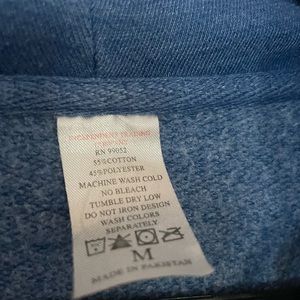 INDEPENDENT TRADING
COMPANY
RN 99052
55%COTTON
45%POLYESTER
MACHINE WASH COLD
NO BLEACH
TUMBLE DRY LOW
DO NOT IRON DESIGN
WASH COLORS
SEPARATELY
M
MADE IN PAKISTAN